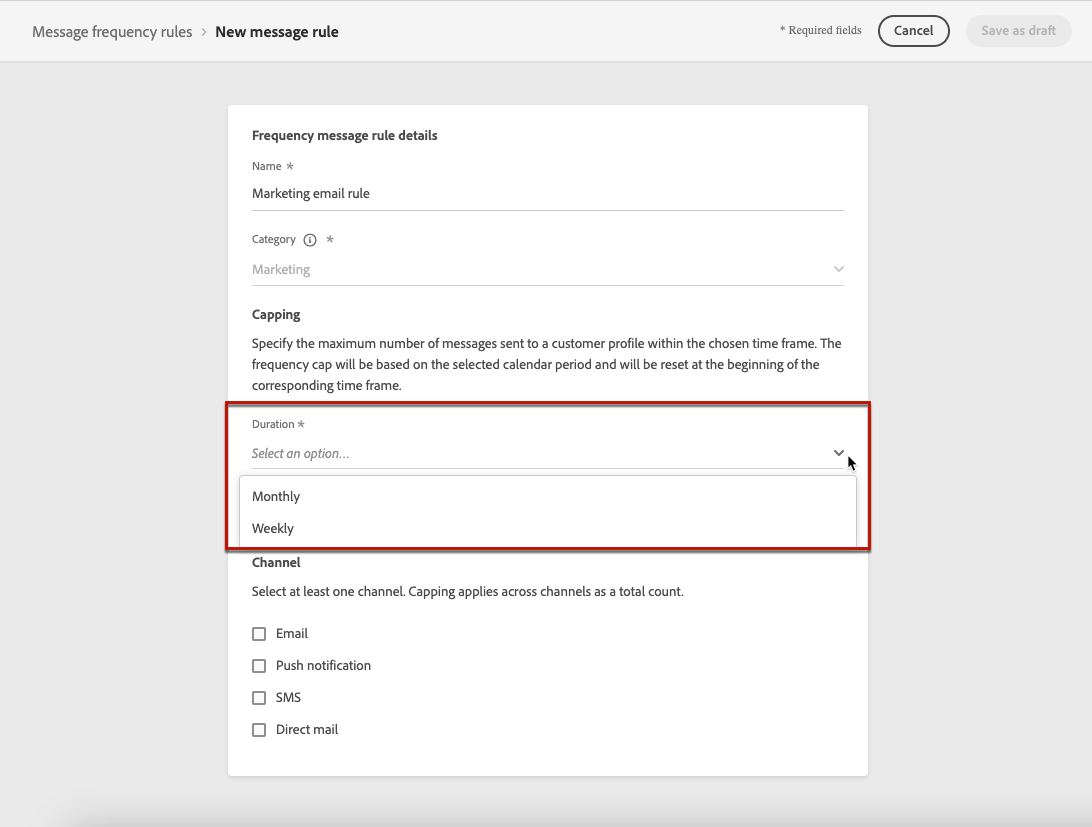 Message frequency rules > New message rule
* Required fields
Cancel
Save as draft
Frequency message rule details
Name *
Marketing email rule
Category *
Marketing
Capping
Specify the maximum number of messages sent to a customer profile within the chosen time frame. The
frequency cap will be based on the selected calendar period and will be reset at the beginning of the
corresponding time frame.
Duration *
Select an option...
Monthly
Weekly
Channel
Select at least one channel. Capping applies across channels as a total count.
Email
Push notification
SMS
Direct mail